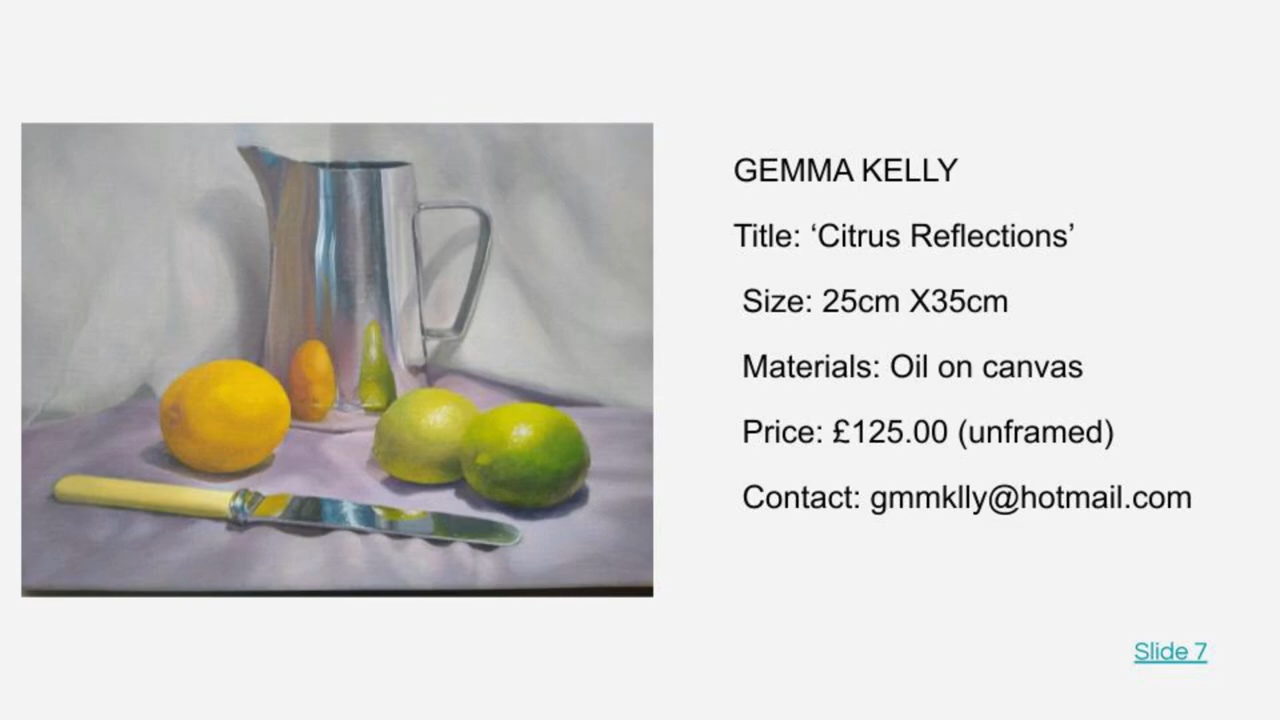 GEMMA KELLY
Title: ‘Citrus Reflections’
Size: 25cm X35cm
Materials: Oil on canvas
Price: £125.00 (unframed)
Contact: gmmklly@hotmail.com
Slide 7